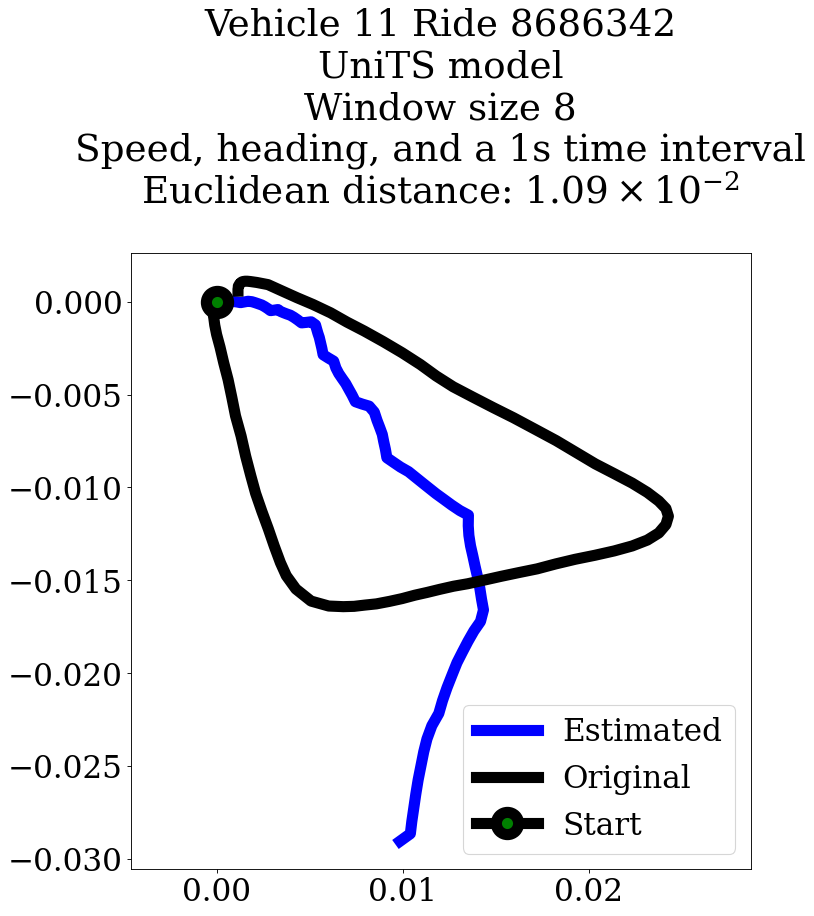 Vehicle 11 Ride 8686342
UniTS model
Window size 8
Speed, heading, and a 1s time interval
Euclidean distance: 1.09 × 10⁻²
0.000
−0.005
−0.010
−0.015
−0.020
−0.025
−0.030
Estimated
Original
Start
0.00 0.01 0.02